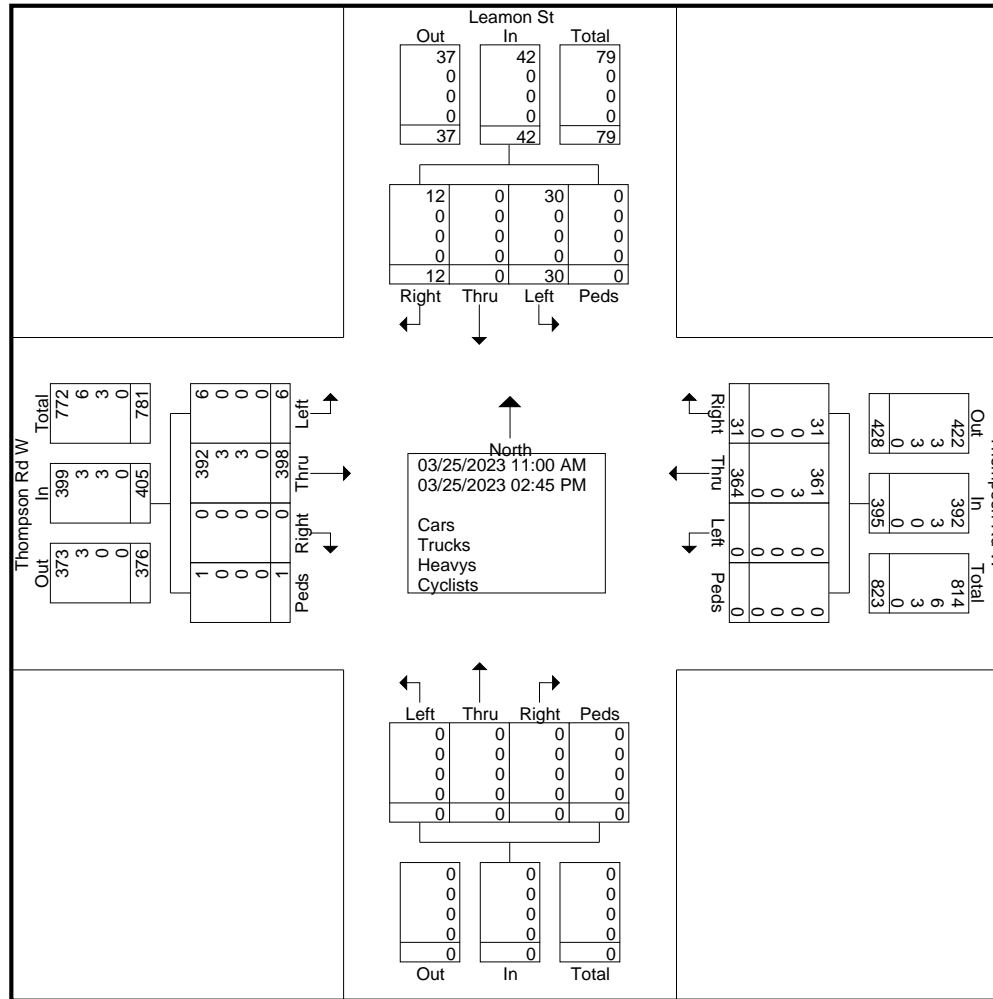 Leamon St
Out In Total
37 42 79
0 0 0
0 0 0
0 0 0
37 42 79
12 0 30 0
0 0 0 0
0 0 0 0
0 0 0 0
12 0 30 0
Right Thru Left Peds
Thompson Rd W
Total
772 6 3 0 781
In
399 3 3 0 405
Out
373 3 0 0 376
Left
6 0 0 0 6
Thru
392 3 3 0 398
Right
0 0 0 0 0
Peds
1 0 0 0 1
North
03/25/2023 11:00 AM
03/25/2023 02:45 PM
Cars
Trucks
Heavys
Cyclists
Right
31 0 0 0 31
Thru
361 3 0 0 364
Left
0 0 0 0 0
Peds
0 0 0 0 0
Out
422 3 3 0 428
In
392 3 0 0 395
Total
814 6 3 0 823
Left Thru Right Peds
0 0 0 0
0 0 0 0
0 0 0 0
0 0 0 0
0 0 0 0
0 0 0
0 0 0
0 0 0
0 0 0
0 0 0
Out In Total